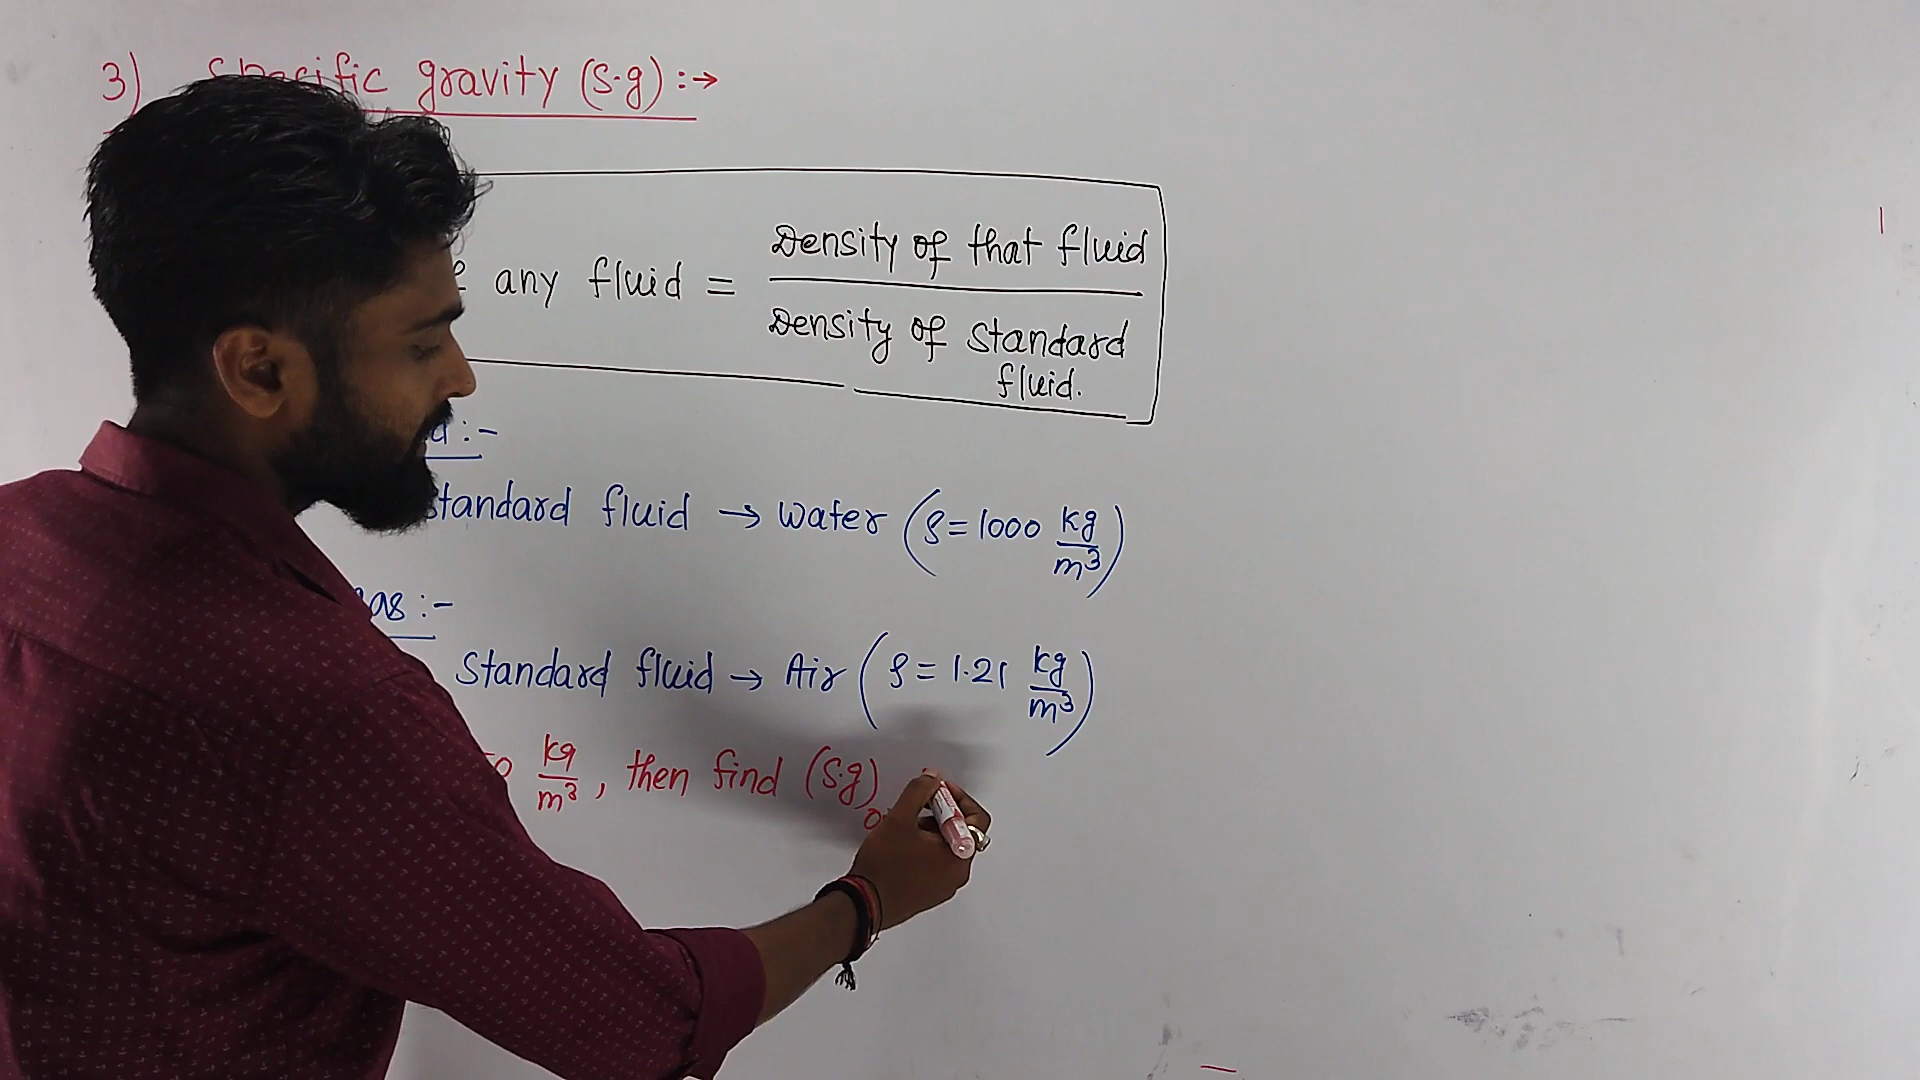 3) Specific gravity (S.g) :→
any fluid = Density of that fluid / Density of standard fluid.
:-
standard fluid → water (ρ = 1000 kg/m³)
gas :-
Standard fluid → Air (ρ = 1.21 kg/m³)
kg/m³, then find (S.g)